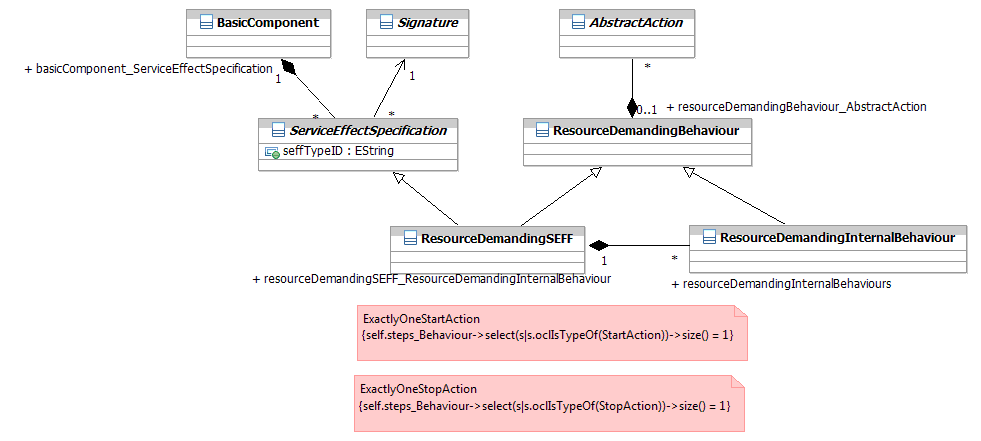 BasicComponent
Signature
AbstractAction
+ basicComponent_ServiceEffectSpecification
1
1
*
+ resourceDemandingBehaviour_AbstractAction
0..1
*
*
ServiceEffectSpecification
ResourceDemandingBehaviour
seffTypeID : EString
ResourceDemandingSEFF
ResourceDemandingInternalBehaviour
1
*
+ resourceDemandingSEFF_ResourceDemandingInternalBehaviour
+ resourceDemandingInternalBehaviours
ExactlyOneStartAction
{self.steps_Behaviour->select(s|s.oclIsTypeOf(StartAction))->size() = 1}
ExactlyOneStopAction
{self.steps_Behaviour->select(s|s.oclIsTypeOf(StopAction))->size() = 1}